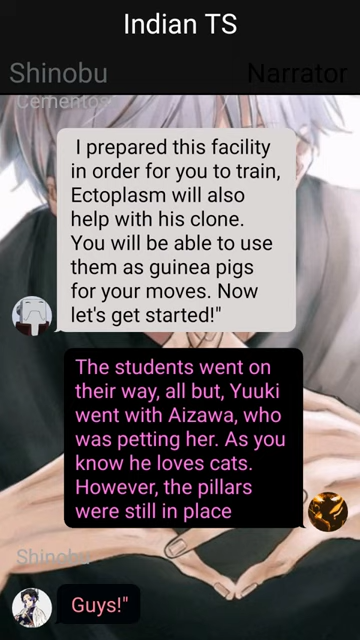 Indian TS
Shinobu
Narrator
Cementos
I prepared this facility
in order for you to train,
Ectoplasm will also
help with his clone.
You will be able to use
them as guinea pigs
for your moves. Now
let's get started!"
The students went on
their way, all but, Yuuki
went with Aizawa, who
was petting her. As you
know he loves cats.
However, the pillars
were still in place
Shinobu
Guys!"